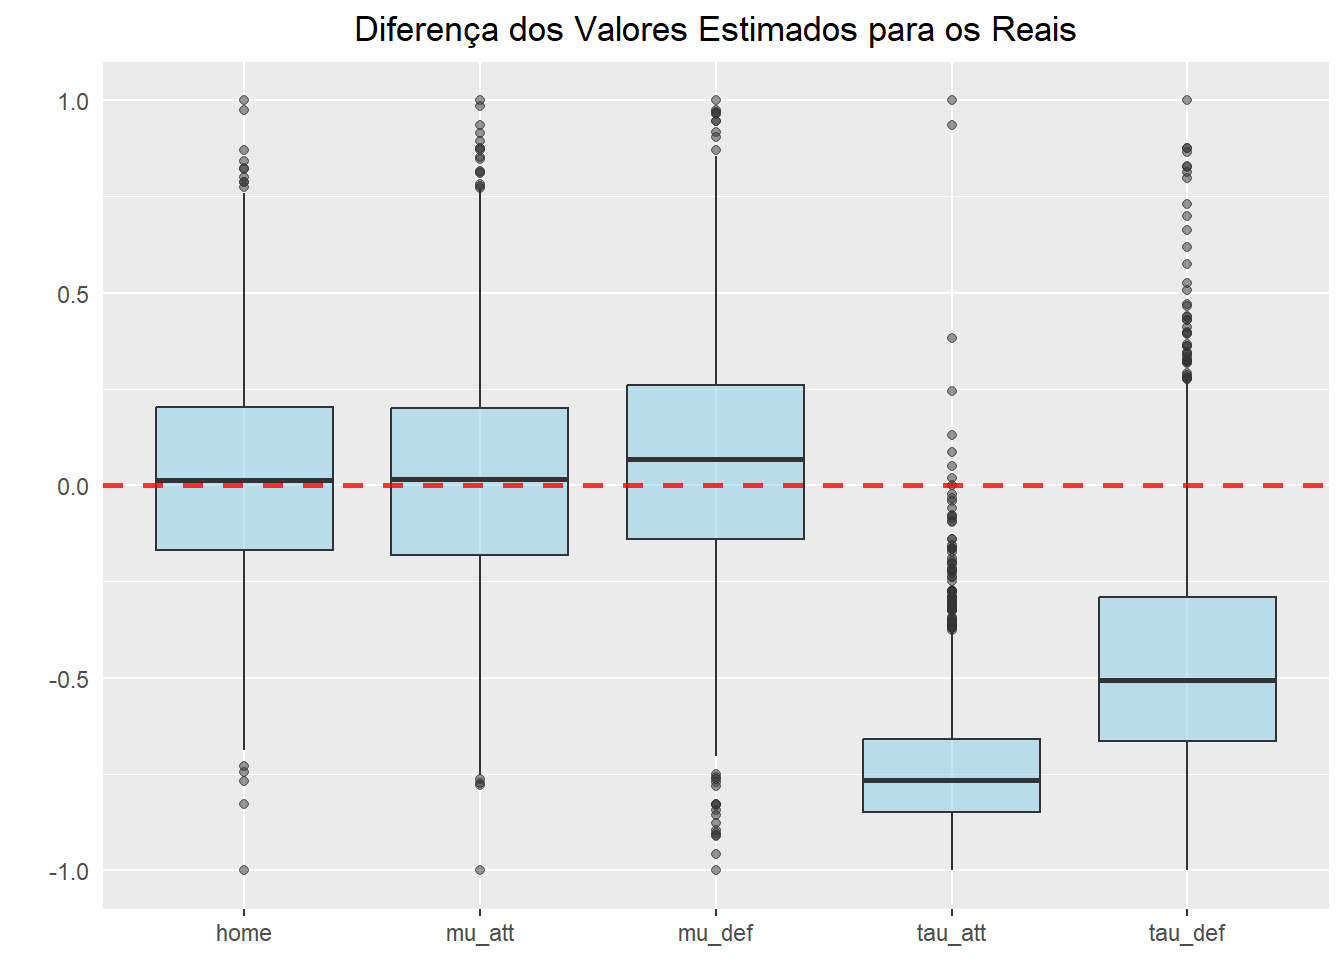 Diferença dos Valores Estimados para os Reais
1.0
0.5
0.0
-0.5
-1.0
home mu_att mu_def tau_att tau_def